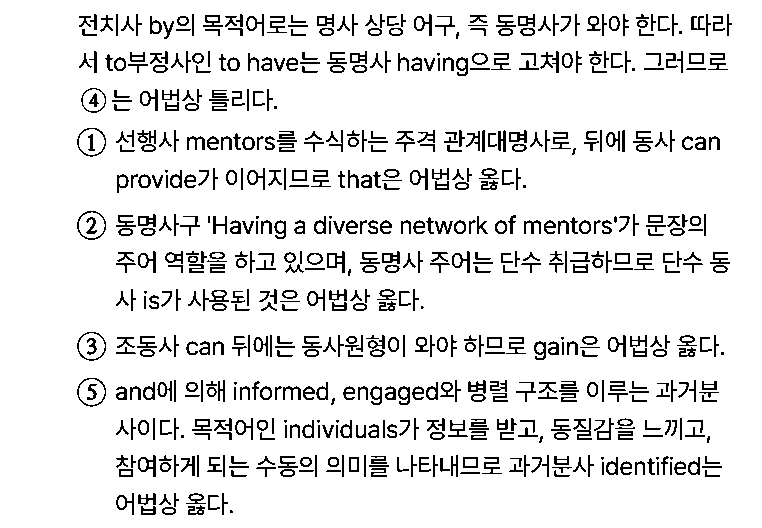 전치사 by의 목적어로는 명사 상당 어구, 즉 동명사가 와야 한다. 따라
서 to부정사인 to have는 동명사 having으로 고쳐야 한다. 그러므로
④는 어법상 틀리다.
① 선행사 mentors를 수식하는 주격 관계대명사로, 뒤에 동사 can
provide가 이어지므로 that은 어법상 옳다.
② 동명사구 'Having a diverse network of mentors'가 문장의
주어 역할을 하고 있으며, 동명사 주어는 단수 취급하므로 단수 동
사 is가 사용된 것은 어법상 옳다.
③ 조동사 can 뒤에는 동사원형이 와야 하므로 gain은 어법상 옳다.
⑤ and에 의해 informed, engaged와 병렬 구조를 이루는 과거분
사이다. 목적어인 individuals가 정보를 받고, 동질감을 느끼고,
참여하게 되는 수동의 의미를 나타내므로 과거분사 identified는
어법상 옳다.